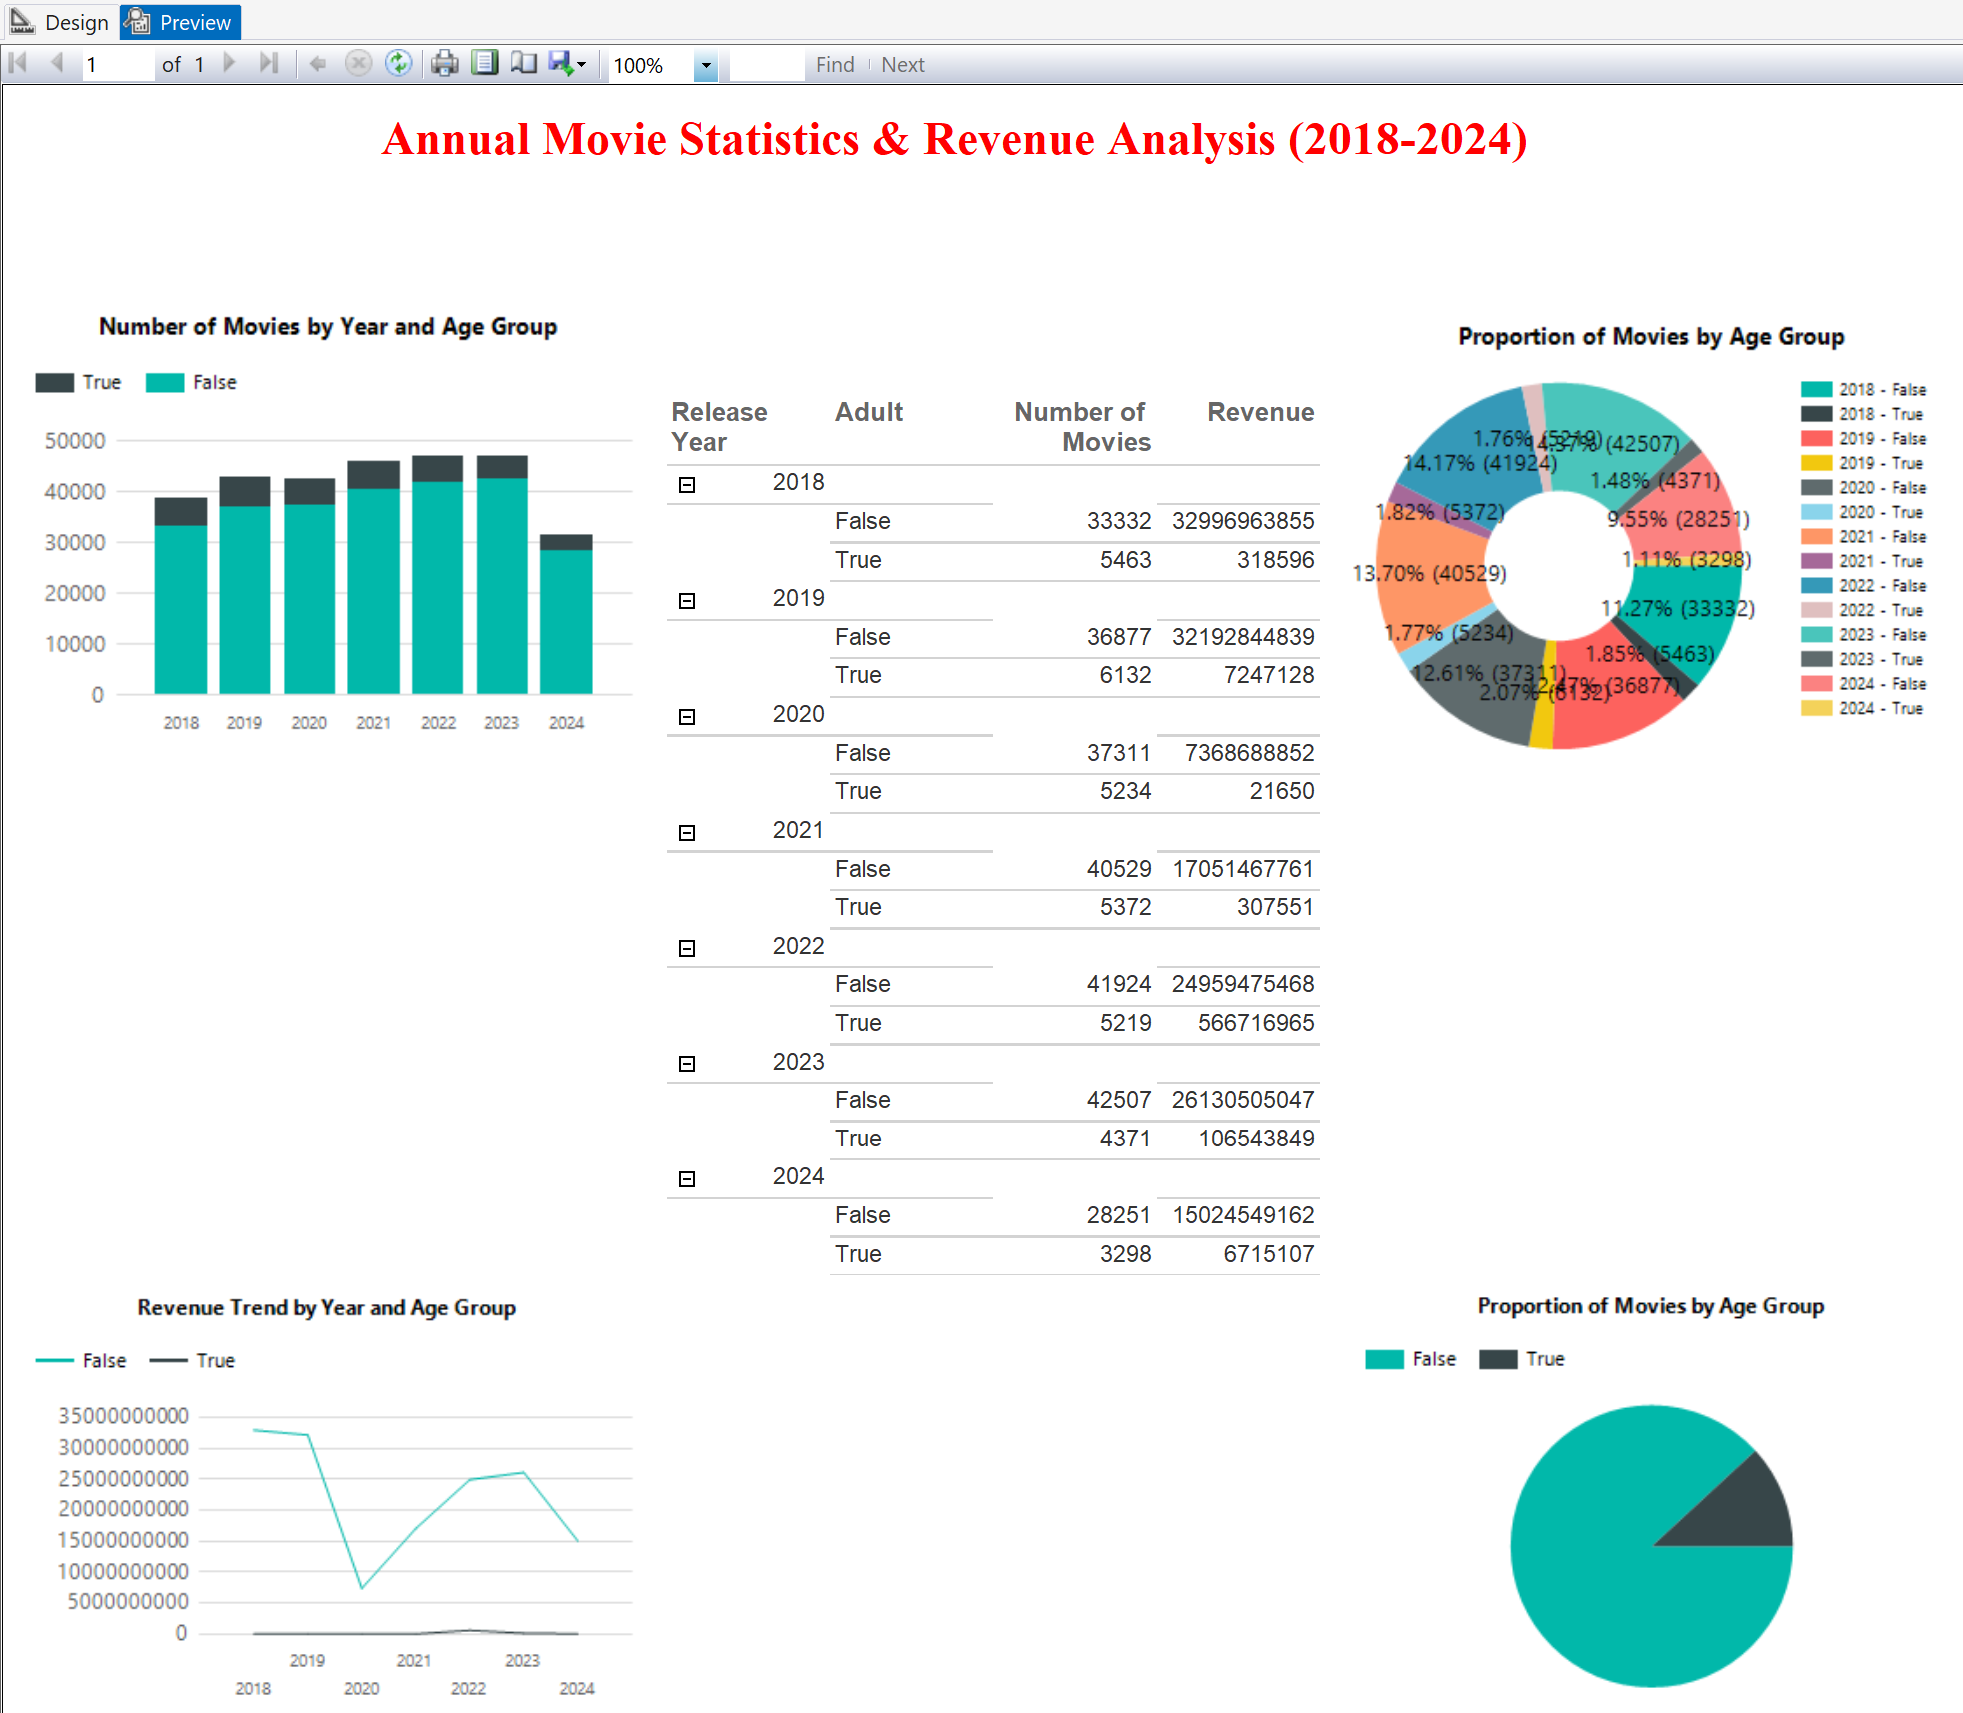 Design Preview
1 of 1 100% Find Next
Annual Movie Statistics & Revenue Analysis (2018-2024)
Number of Movies by Year and Age Group
True False
50000
40000
30000
20000
10000
0
2018 2019 2020 2021 2022 2023 2024
Release Year Adult Number of Movies Revenue
2018
False 33332 32996963855
True 5463 318596
2019
False 36877 32192844839
True 6132 7247128
2020
False 37311 7368688852
True 5234 21650
2021
False 40529 17051467761
True 5372 307551
2022
False 41924 24959475468
True 5219 566716965
2023
False 42507 26130505047
True 4371 106543849
2024
False 28251 15024549162
True 3298 6715107
Proportion of Movies by Age Group
1.76% (5219)
14.37% (42507)
14.17% (41924)
1.48% (4371)
1.82% (5372)
9.55% (28251)
1.11% (3298)
13.70% (40529)
11.27% (33332)
1.77% (5234)
1.85% (5463)
12.61% (37311)
12.47% (36877)
2.07% (6132)
2018 - False
2018 - True
2019 - False
2019 - True
2020 - False
2020 - True
2021 - False
2021 - True
2022 - False
2022 - True
2023 - False
2023 - True
2024 - False
2024 - True
Revenue Trend by Year and Age Group
False True
35000000000
30000000000
25000000000
20000000000
15000000000
10000000000
5000000000
0
2019 2021 2023
2018 2020 2022 2024
Proportion of Movies by Age Group
False True